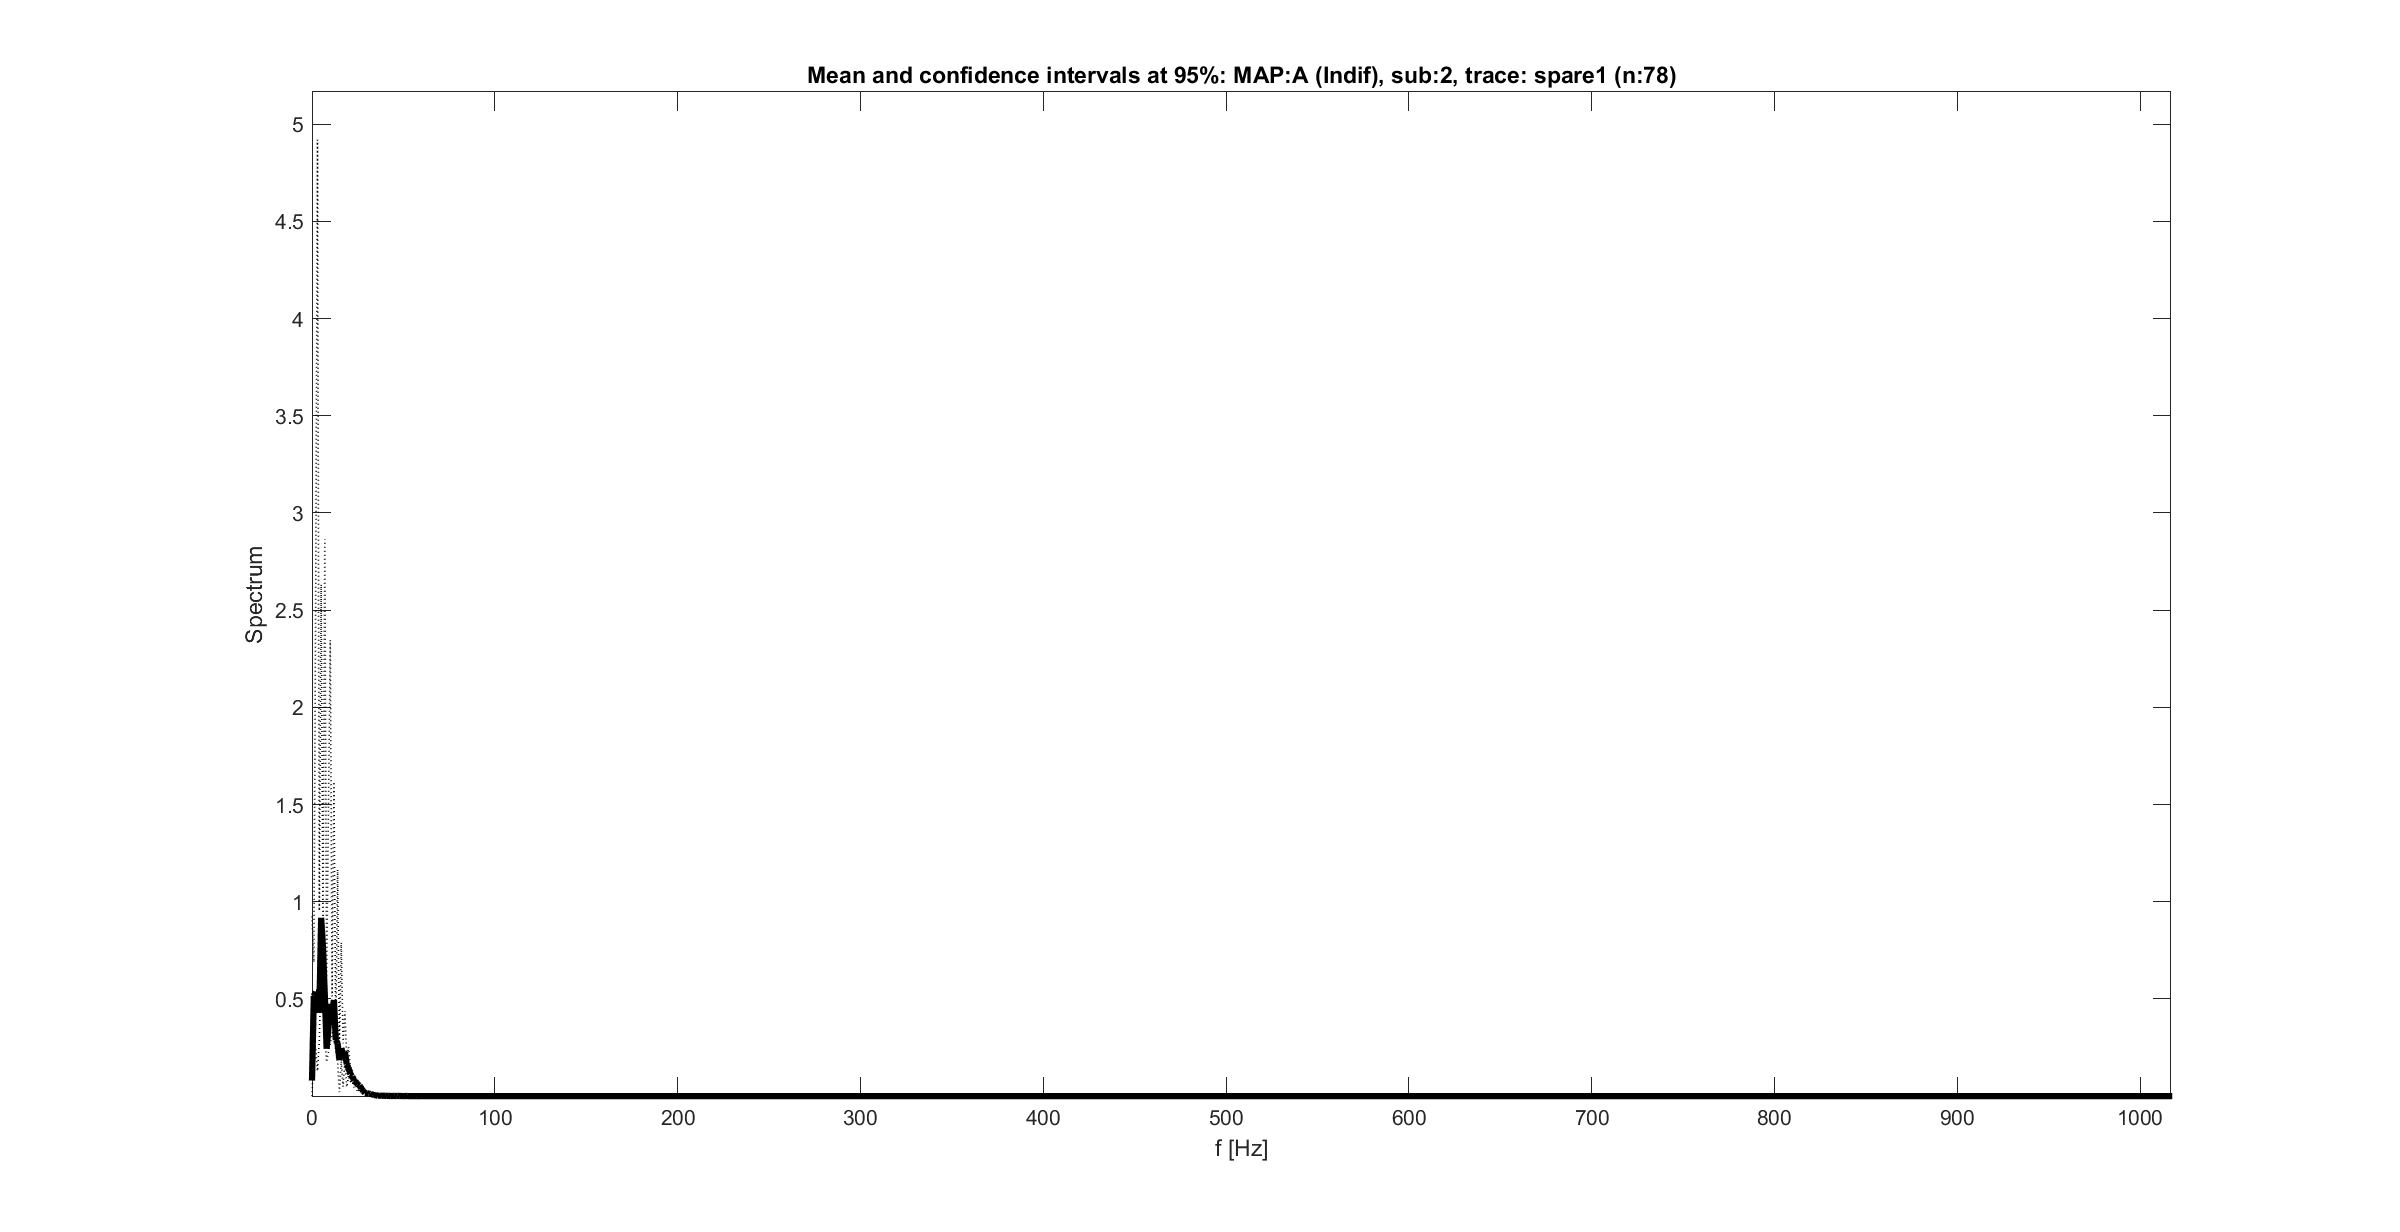 Mean and confidence intervals at 95%: MAP:A (Indif), sub:2, trace: spare1 (n:78)
5
4.5
4
3.5
3
2.5
2
1.5
1
0.5
Spectrum
0 100 200 300 400 500 600 700 800 900 1000
f [Hz]